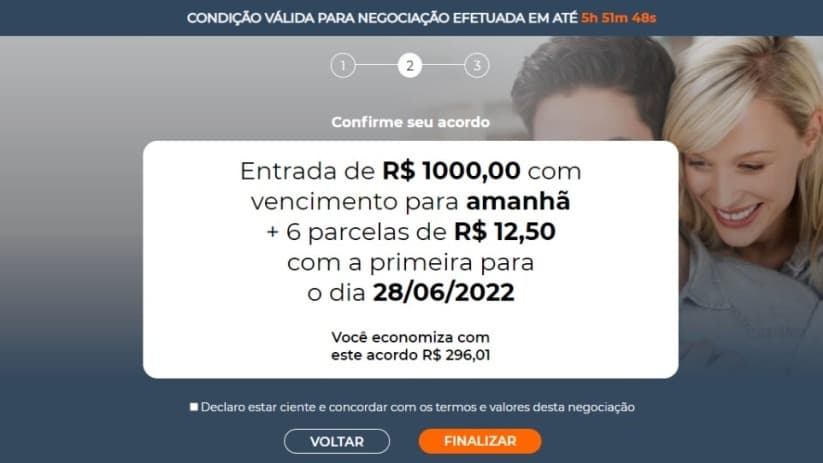 CONDIÇÃO VÁLIDA PARA NEGOCIAÇÃO EFETUADA EM ATÉ 5h 51m 48s
1 2 3
Confirme seu acordo
Entrada de R$ 1000,00 com
vencimento para amanhã
+ 6 parcelas de R$ 12,50
com a primeira para
o dia 28/06/2022
Você economiza com
este acordo R$ 296,01
Declaro estar ciente e concordar com os termos e valores desta negociação
VOLTAR FINALIZAR